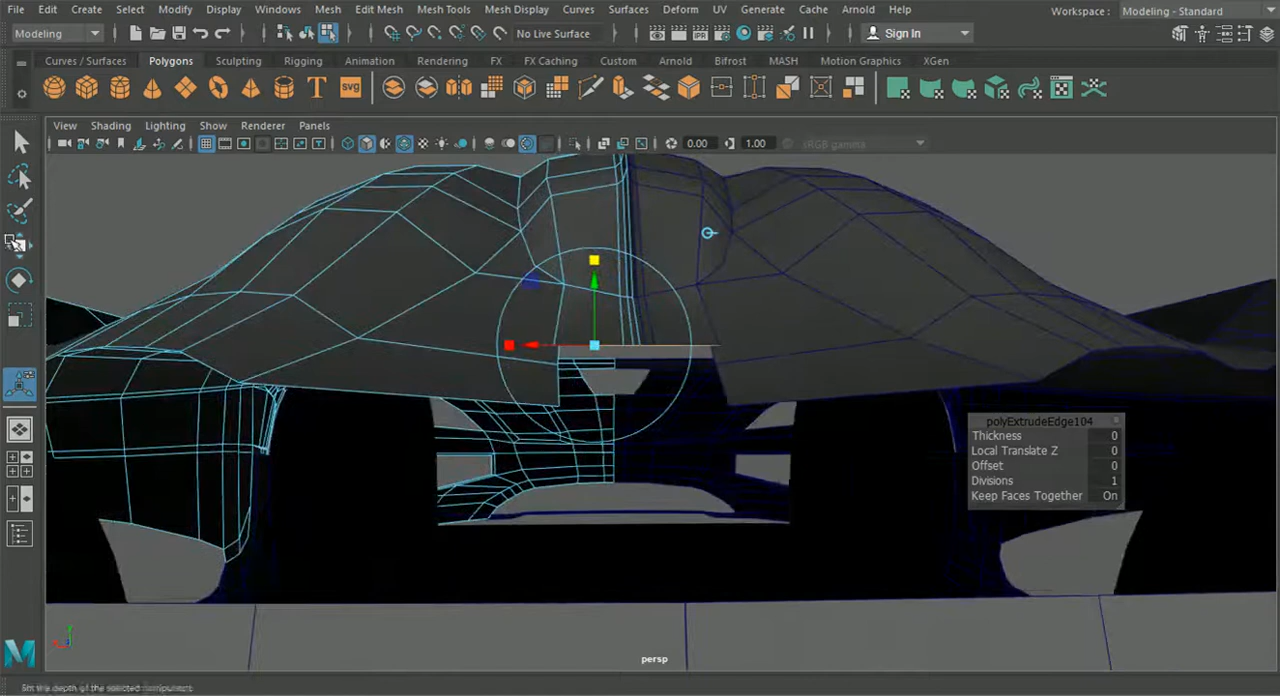 File Edit Create Select Modify Display Windows Mesh Edit Mesh Mesh Tools Mesh Display Curves Surfaces Deform UV Generate Cache Arnold Help Workspace: Modeling - Standard
Modeling No Live Surface Sign In
Curves / Surfaces Polygons Sculpting Rigging Animation Rendering FX FX Caching Custom Arnold Bifrost MASH Motion Graphics XGen
T SVG
View Shading Lighting Show Renderer Panels
0.00 1.00 sRGB gamma
polyExtrudeEdge104
Thickness 0
Local Translate Z 0
Offset 0
Divisions 1
Keep Faces Together On
persp
M